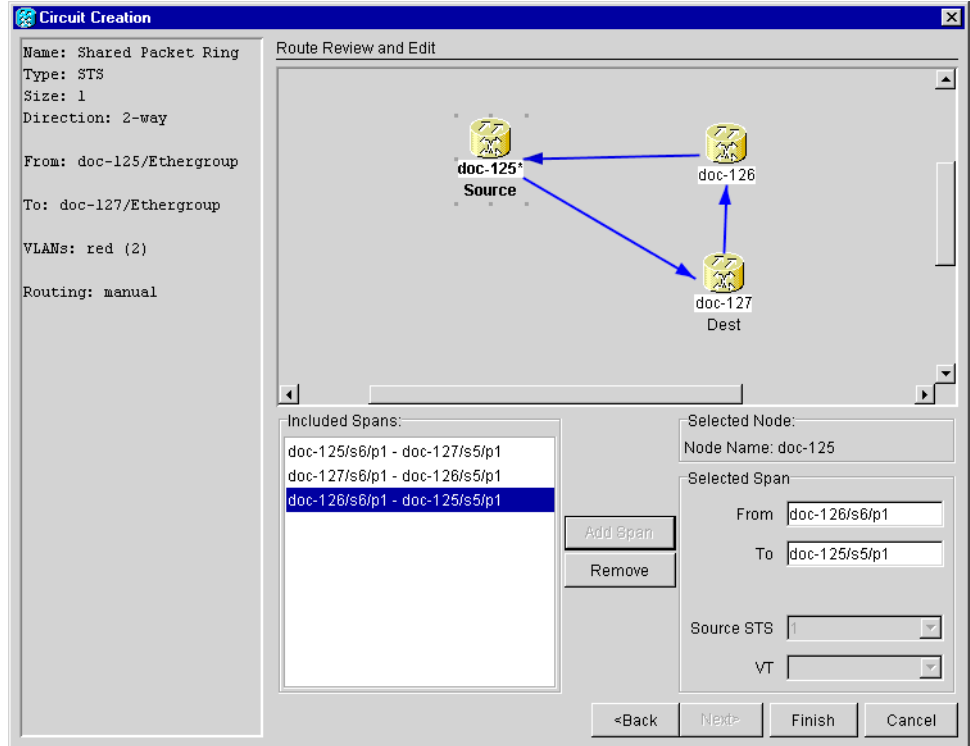 Circuit Creation
Name: Shared Packet Ring
Type: STS
Size: 1
Direction: 2-way
From: doc-125/Ethergroup
To: doc-127/Ethergroup
VLANs: red (2)
Routing: manual
Route Review and Edit
doc-125*
Source
doc-126
doc-127
Dest
Included Spans:
doc-125/s6/p1 - doc-127/s5/p1
doc-127/s6/p1 - doc-126/s5/p1
doc-126/s6/p1 - doc-125/s5/p1
Add Span
Remove
Selected Node:
Node Name: doc-125
Selected Span
From doc-126/s6/p1
To doc-125/s5/p1
Source STS 1
VT
<Back Next> Finish Cancel